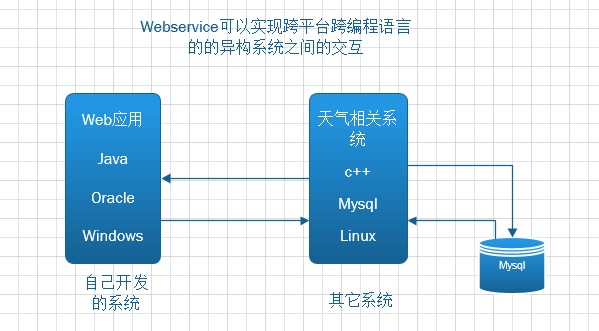 Webservice可以实现跨平台跨编程语言
的的异构系统之间的交互
Web应用
Java
Oracle
Windows
自己开发
的系统
天气相关系
统
c++
Mysql
Linux
其它系统
Mysql